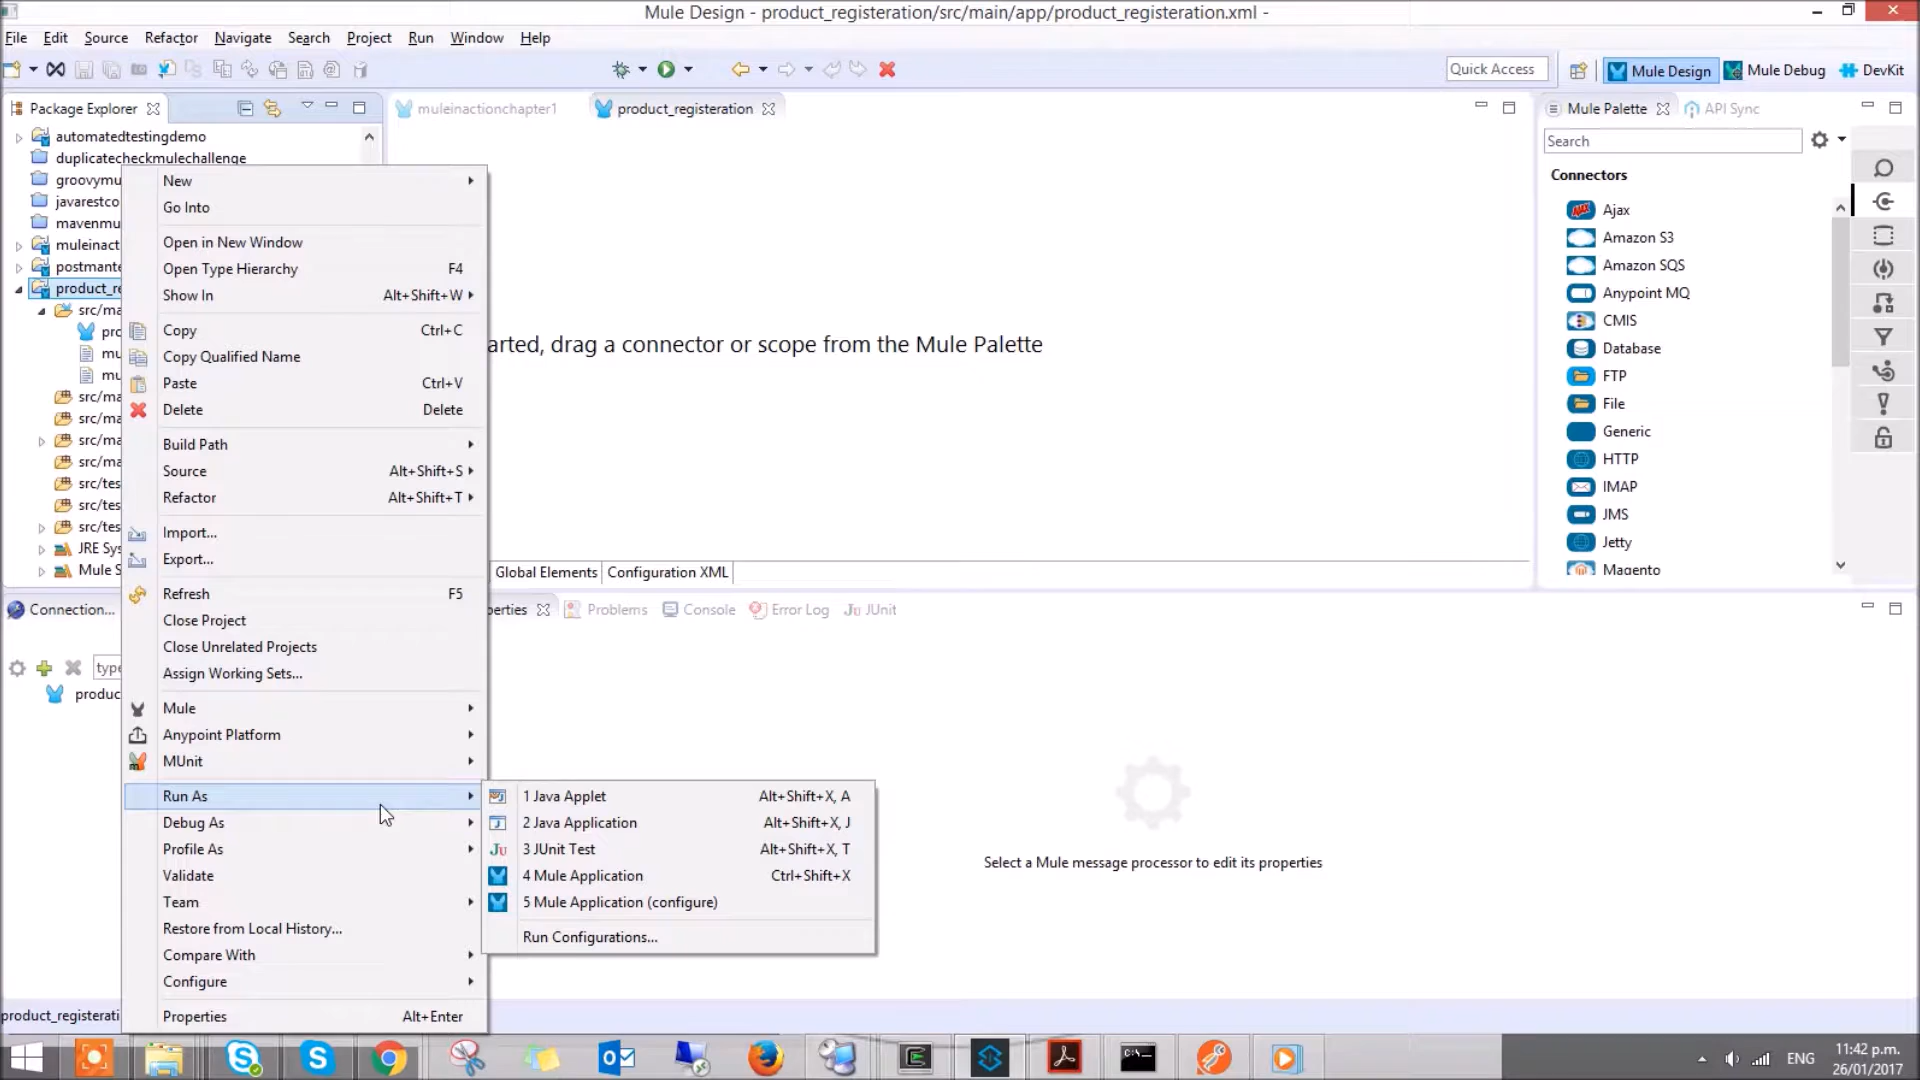 Mule Design - product_registeration/src/main/app/product_registeration.xml -
File Edit Source Refactor Navigate Search Project Run Window Help
Quick Access Mule Design Mule Debug DevKit
Package Explorer
automatedtestingdemo
duplicatecheckmulechallenge
groovymu
javarestco
mavenmu
muleinact
postmante
product_re
src/ma
pro
mu
mu
src/ma
src/ma
src/ma
src/ma
src/tes
src/tes
src/tes
JRE Sys
Mule S
New
Go Into
Open in New Window
Open Type Hierarchy F4
Show In Alt+Shift+W
Copy Ctrl+C
Copy Qualified Name
Paste Ctrl+V
Delete Delete
Build Path
Source Alt+Shift+S
Refactor Alt+Shift+T
Import...
Export...
Refresh F5
Close Project
Close Unrelated Projects
Assign Working Sets...
Mule
Anypoint Platform
MUnit
Run As
Debug As
Profile As
Validate
Team
Restore from Local History...
Compare With
Configure
Properties Alt+Enter
1 Java Applet Alt+Shift+X, A
2 Java Application Alt+Shift+X, J
3 JUnit Test Alt+Shift+X, T
4 Mule Application Ctrl+Shift+X
5 Mule Application (configure)
Run Configurations...
muleinactionchapter1 product_registeration
arted, drag a connector or scope from the Mule Palette
Global Elements Configuration XML
Mule Palette API Sync
Search
Connectors
Ajax
Amazon S3
Amazon SQS
Anypoint MQ
CMIS
Database
FTP
File
Generic
HTTP
IMAP
JMS
Jetty
Magento
Connection...
type
produc
perties Problems Console Error Log JUnit
Select a Mule message processor to edit its properties
product_registerati
ENG
11:42 p.m.
26/01/2017